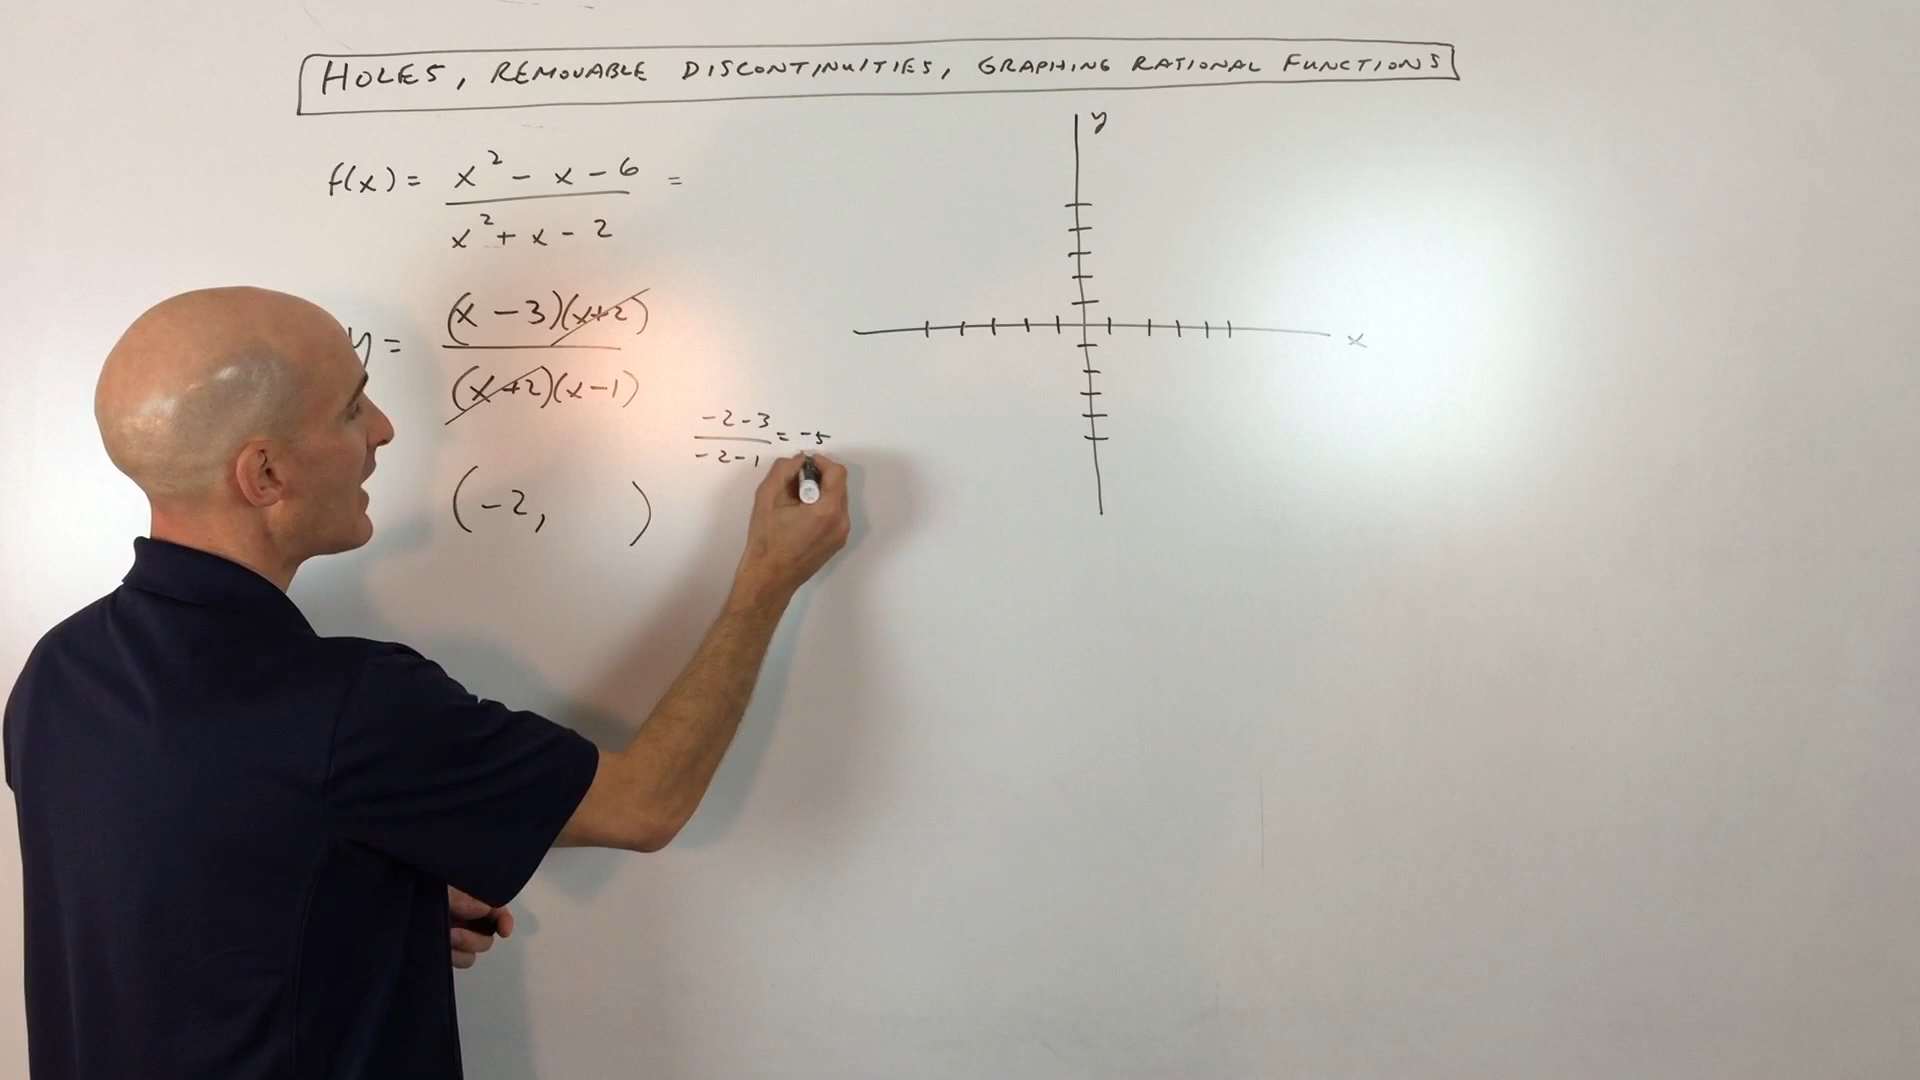 HOLES, REMOVABLE DISCONTINUITIES, GRAPHING RATIONAL FUNCTIONS
f(x) = x² - x - 6 =
x² + x - 2
y = (x - 3)(x+2)
(x+2)(x-1)
-2-3 = -5
-2-1
(-2, )
y
x